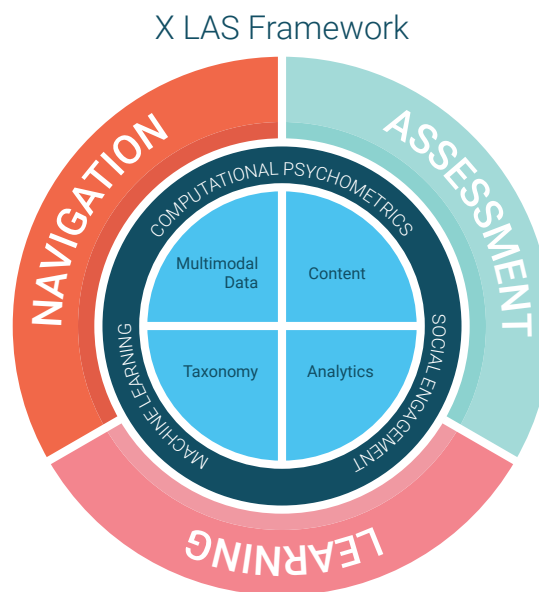 X LAS Framework
NAVIGATION
ASSESSMENT
LEARNING
COMPUTATIONAL PSYCHOMETRICS
MACHINE LEARNING
SOCIAL ENGAGEMENT
Multimodal
Data
Content
Taxonomy
Analytics